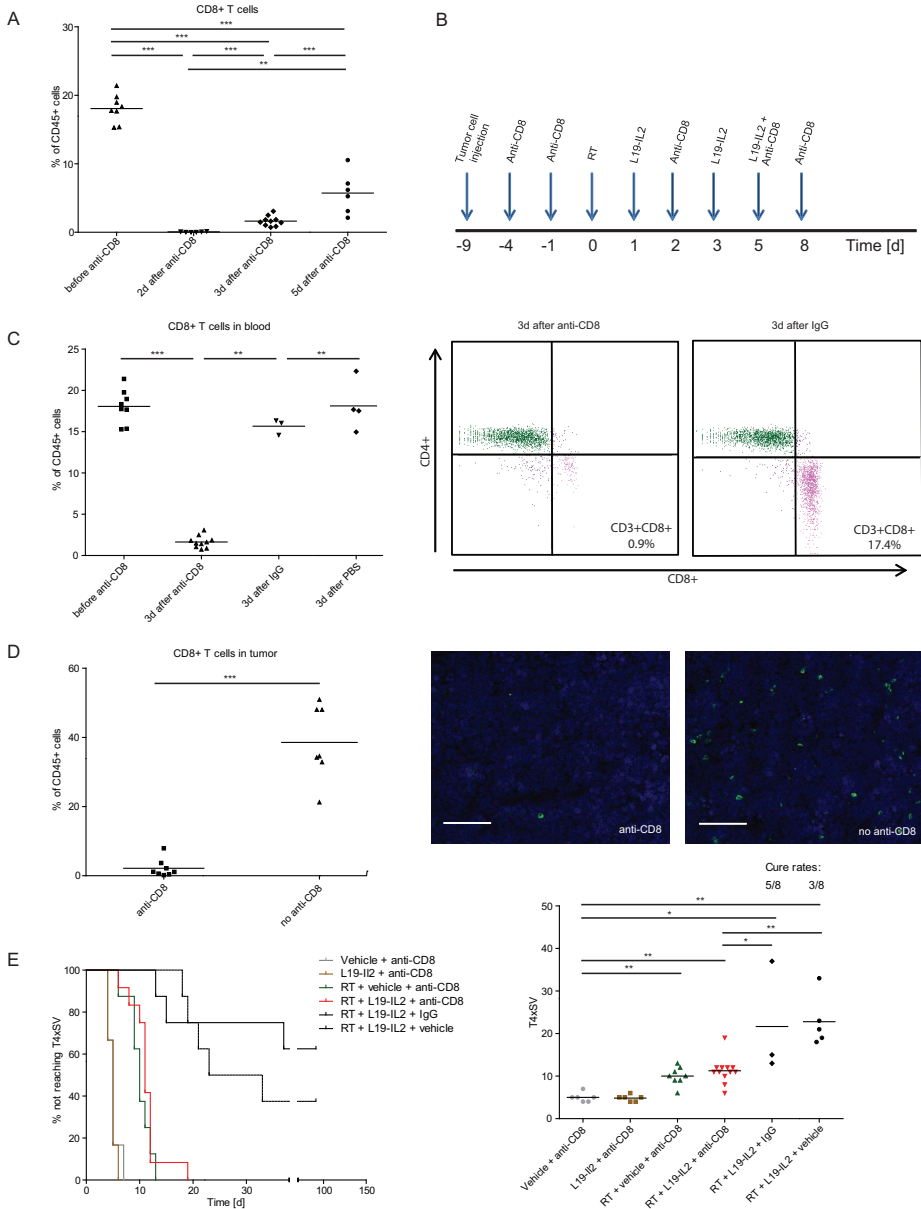 A
CD8+ T cells
***
***
***
***
***
**
30
20
10
0
% of CD45+ cells
before anti-CD8
2d after anti-CD8
3d after anti-CD8
5d after anti-CD8
B
Tumor cell
injection
Anti-CD8
Anti-CD8
RT
L19-IL2
Anti-CD8
L19-IL2
L19-IL2 +
Anti-CD8
Anti-CD8
-9 -4 -1 0 1 2 3 5 8 Time [d]
C
CD8+ T cells in blood
*** ** **
25
20
15
10
5
0
% of CD45+ cells
before anti-CD8
3d after anti-CD8
3d after IgG
3d after PBS
3d after anti-CD8
3d after IgG
CD4+
CD3+CD8+
0.9%
CD3+CD8+
17.4%
CD8+
D
CD8+ T cells in tumor
***
60
40
20
0
% of CD45+ cells
anti-CD8
no anti-CD8
anti-CD8
no anti-CD8
E
100
80
60
40
20
0
% not reaching T4xSV
0 10 20 30 100 150
Time [d]
Vehicle + anti-CD8
L19-Il2 + anti-CD8
RT + vehicle + anti-CD8
RT + L19-IL2 + anti-CD8
RT + L19-IL2 + IgG
RT + L19-IL2 + vehicle
Cure rates:
5/8 3/8
**
*
**
**
*
**
50
40
30
20
10
0
T4xSV
Vehicle + anti-CD8
L19-Il2 + anti-CD8
RT + vehicle + anti-CD8
RT + L19-IL2 + anti-CD8
RT + L19-IL2 + IgG
RT + L19-IL2 + vehicle